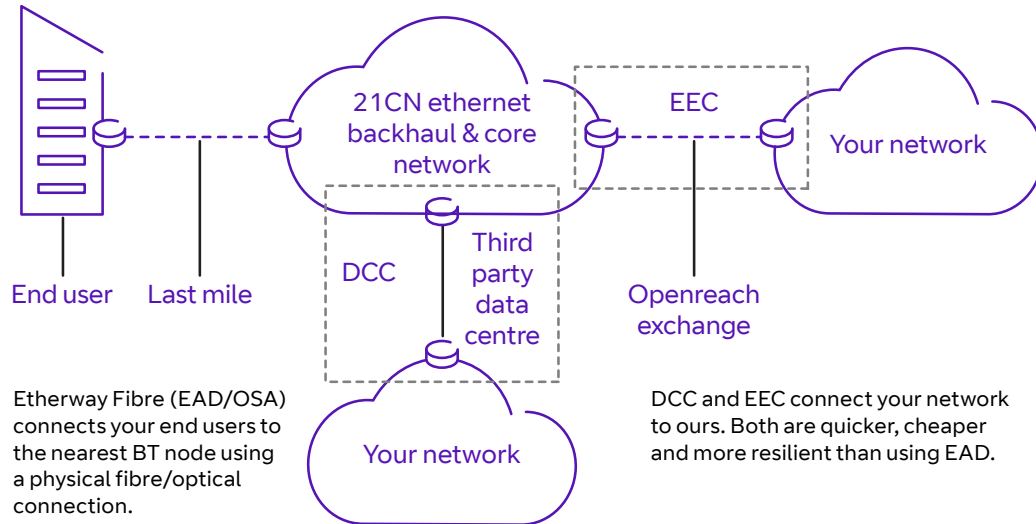 21CN ethernet
backhaul & core
network
EEC
Your network
End user
Last mile
DCC
Third
party
data
centre
Openreach
exchange
Your network
Etherway Fibre (EAD/OSA)
connects your end users to
the nearest BT node using
a physical fibre/optical
connection.
DCC and EEC connect your network
to ours. Both are quicker, cheaper
and more resilient than using EAD.